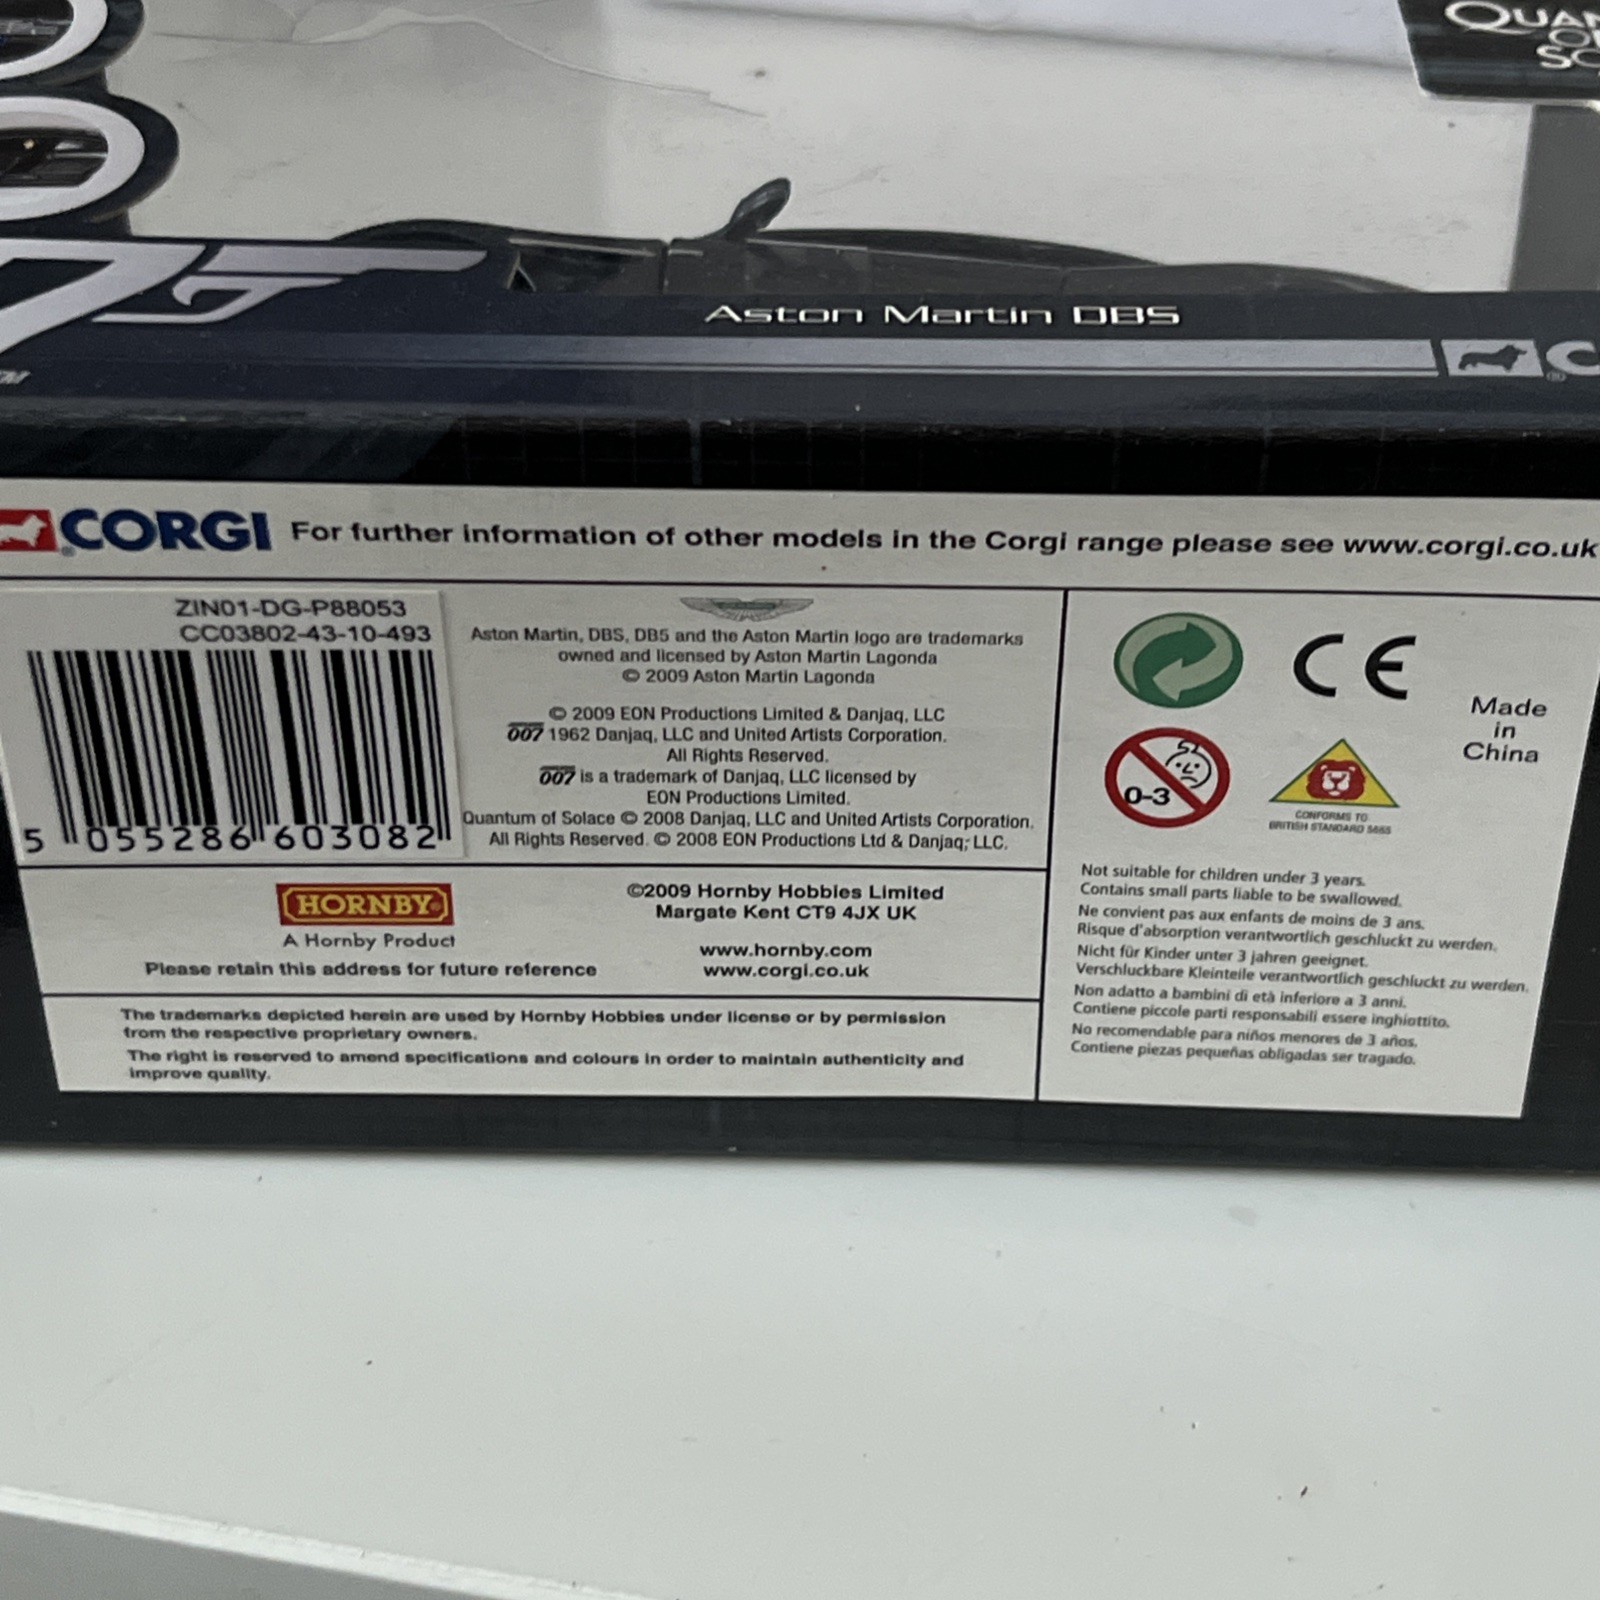 QUAN
O
SO
Aston Martin DBS
TM
C
CORGI For further information of other models in the Corgi range please see www.corgi.co.uk
ZIN01-DG-P88053
CC03802-43-10-493
5 055286 603082
Aston Martin, DBS, DB5 and the Aston Martin logo are trademarks
owned and licensed by Aston Martin Lagonda
© 2009 Aston Martin Lagonda
© 2009 EON Productions Limited & Danjaq, LLC
007 1962 Danjaq, LLC and United Artists Corporation.
All Rights Reserved.
007 is a trademark of Danjaq, LLC licensed by
EON Productions Limited.
Quantum of Solace © 2008 Danjaq, LLC and United Artists Corporation.
All Rights Reserved. © 2008 EON Productions Ltd & Danjaq; LLC.
CE
Made
in
China
0-3
CONFORMS TO
BRITISH STANDARD 5665
HORNBY
A Hornby Product
Please retain this address for future reference
©2009 Hornby Hobbies Limited
Margate Kent CT9 4JX UK
www.hornby.com
www.corgi.co.uk
The trademarks depicted herein are used by Hornby Hobbies under license or by permission
from the respective proprietary owners.
The right is reserved to amend specifications and colours in order to maintain authenticity and
improve quality.
Not suitable for children under 3 years.
Contains small parts liable to be swallowed.
Ne convient pas aux enfants de moins de 3 ans.
Risque d'absorption verantwortlich geschluckt zu werden.
Nicht für Kinder unter 3 jahren geeignet.
Verschluckbare Kleinteile verantwortlich geschluckt zu werden.
Non adatto a bambini di età inferiore a 3 anni.
Contiene piccole parti responsabili essere inghiottito.
No recomendable para niños menores de 3 años.
Contiene piezas pequeñas obligadas ser tragado.